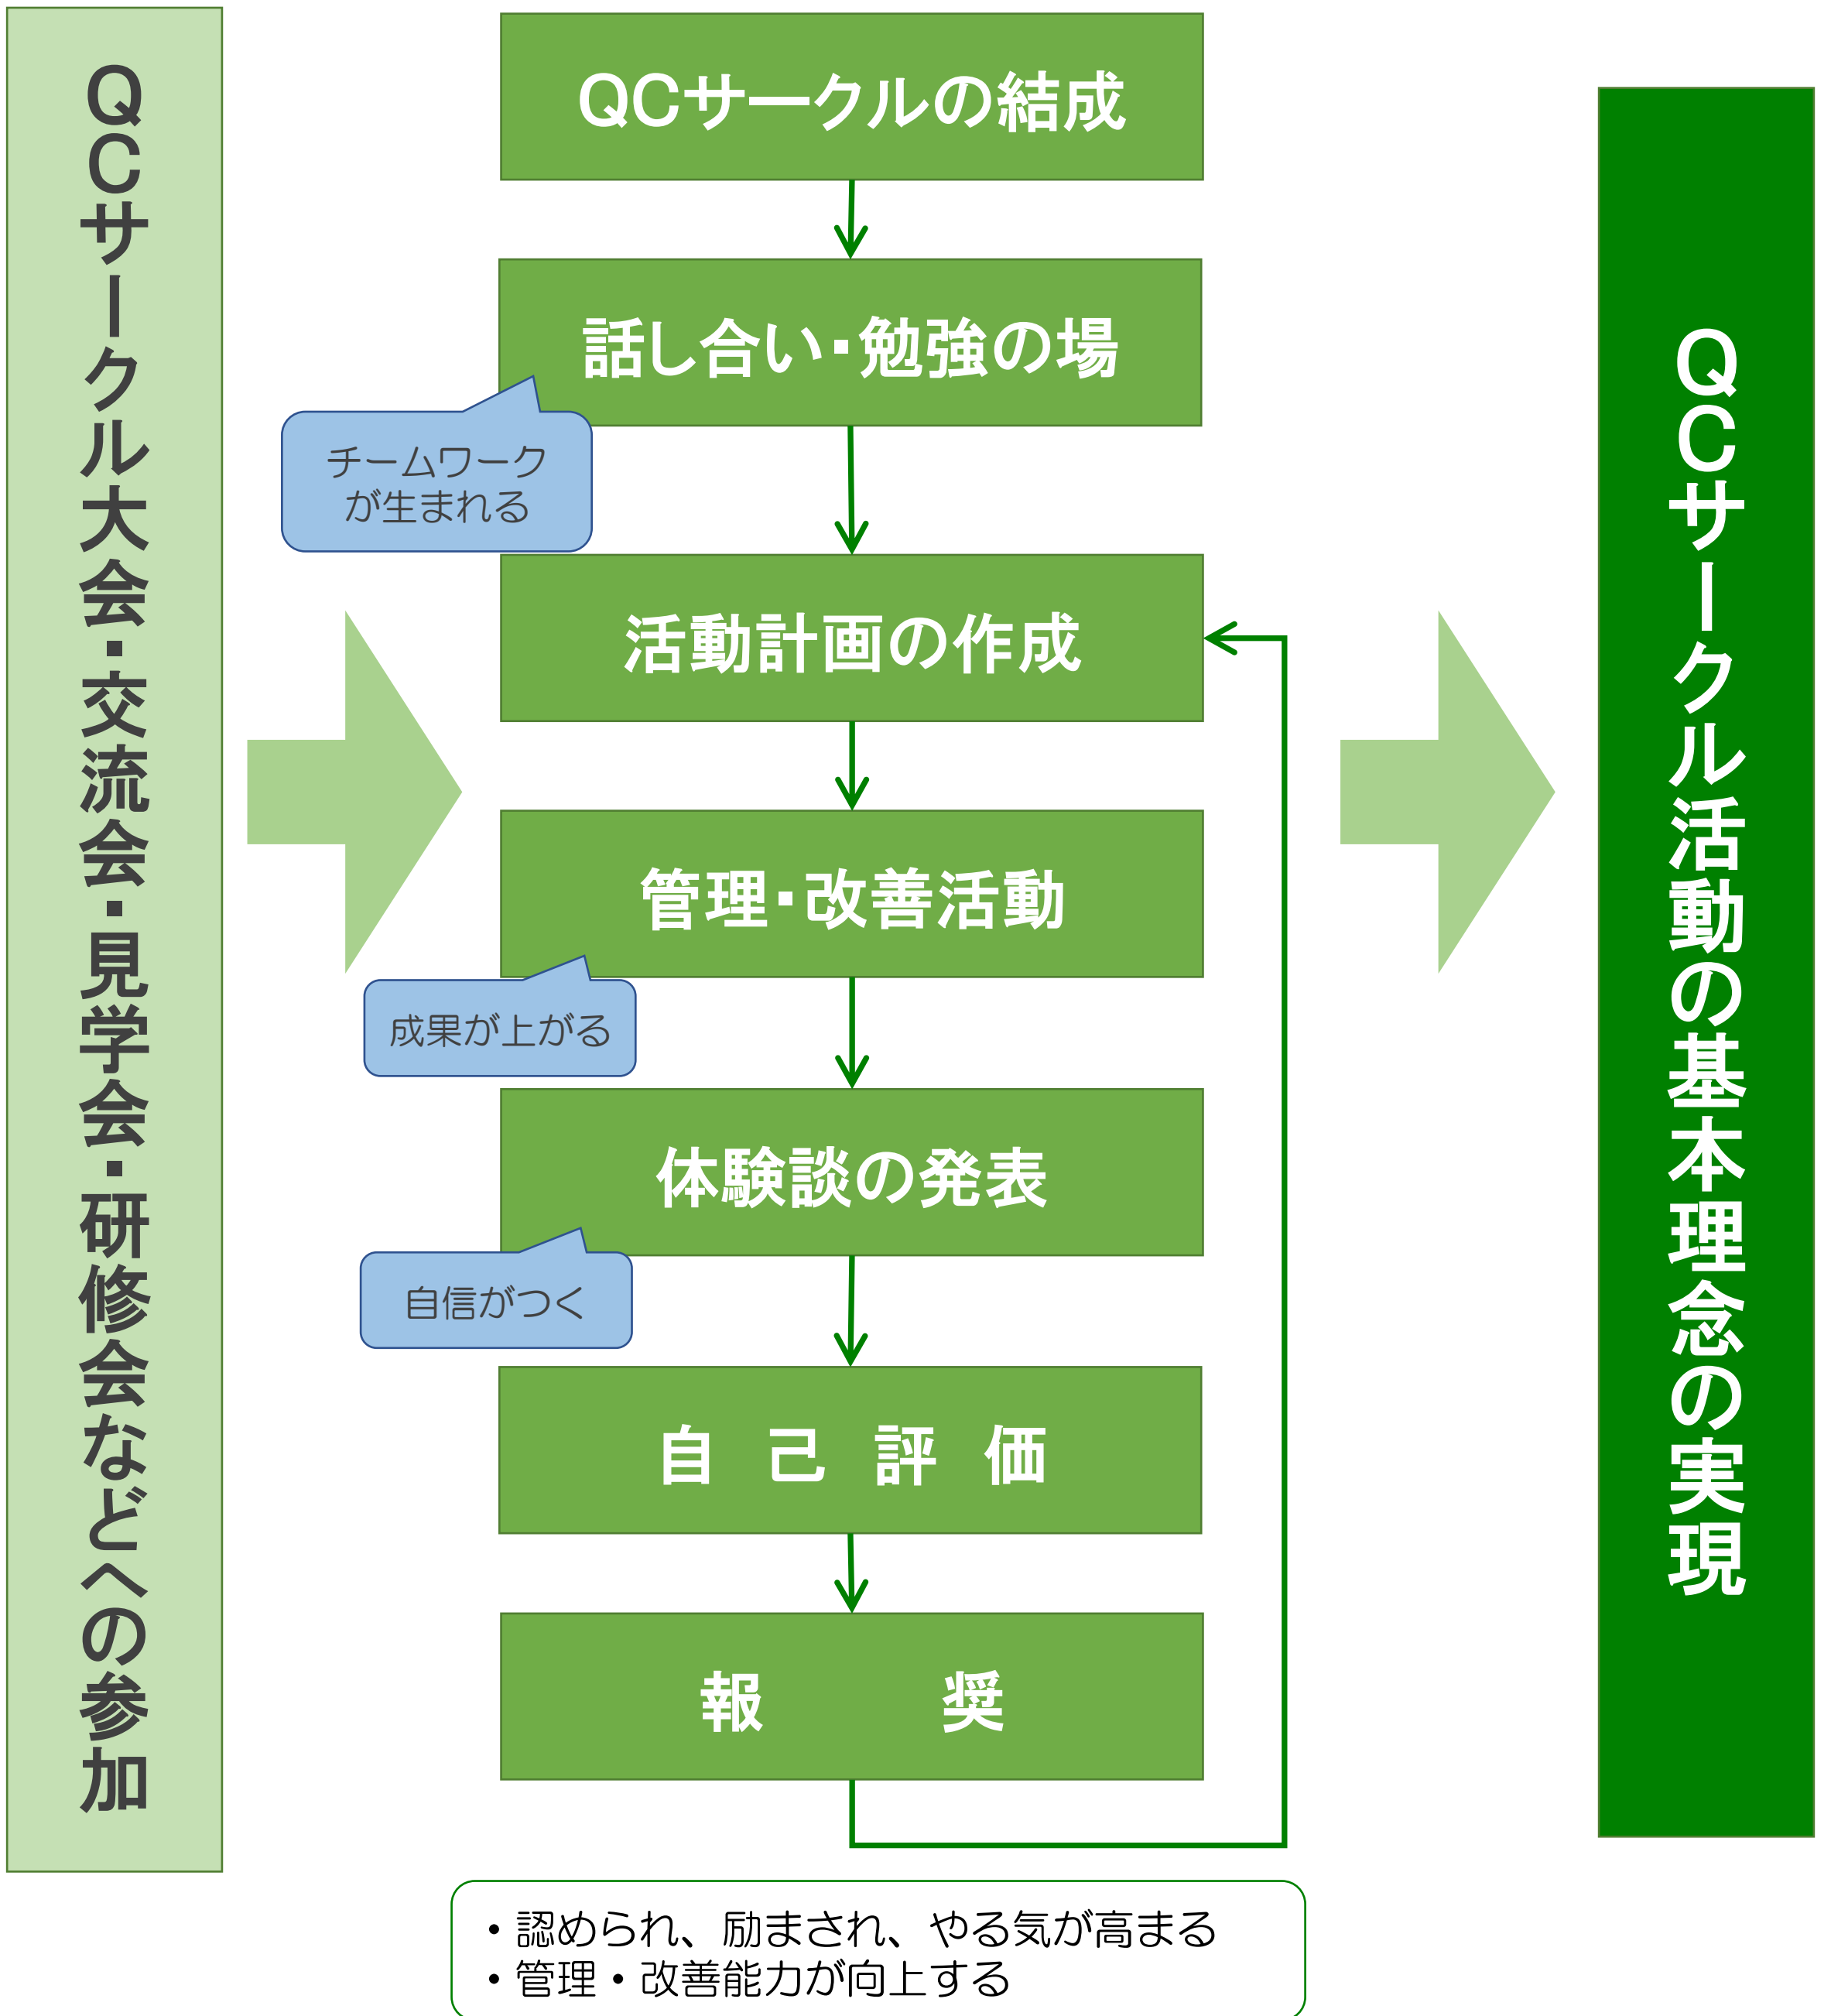 QCサークル大会・交流会・見学会・研修会などへの参加
QCサークルの結成
話し合い・勉強の場
チームワーク
が生まれる
活動計画の作成
管理・改善活動
成果が上がる
体験談の発表
自信がつく
自己評価
報奨
QCサークル活動の基本理念の実現
・認められ、励まされ、やる気が高まる
・管理・改善能力が向上する